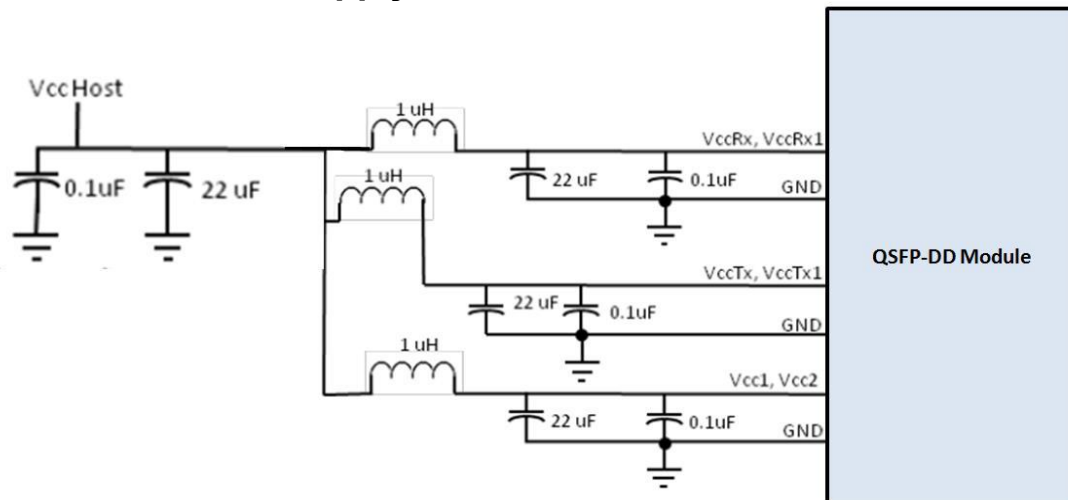 VccHost
0.1uF
22 uF
1 uH
VccRx, VccRx1
22 uF
0.1uF
GND
1 uH
VccTx, VccTx1
22 uF
0.1uF
GND
1 uH
Vcc1, Vcc2
22 uF
0.1uF
GND
QSFP-DD Module